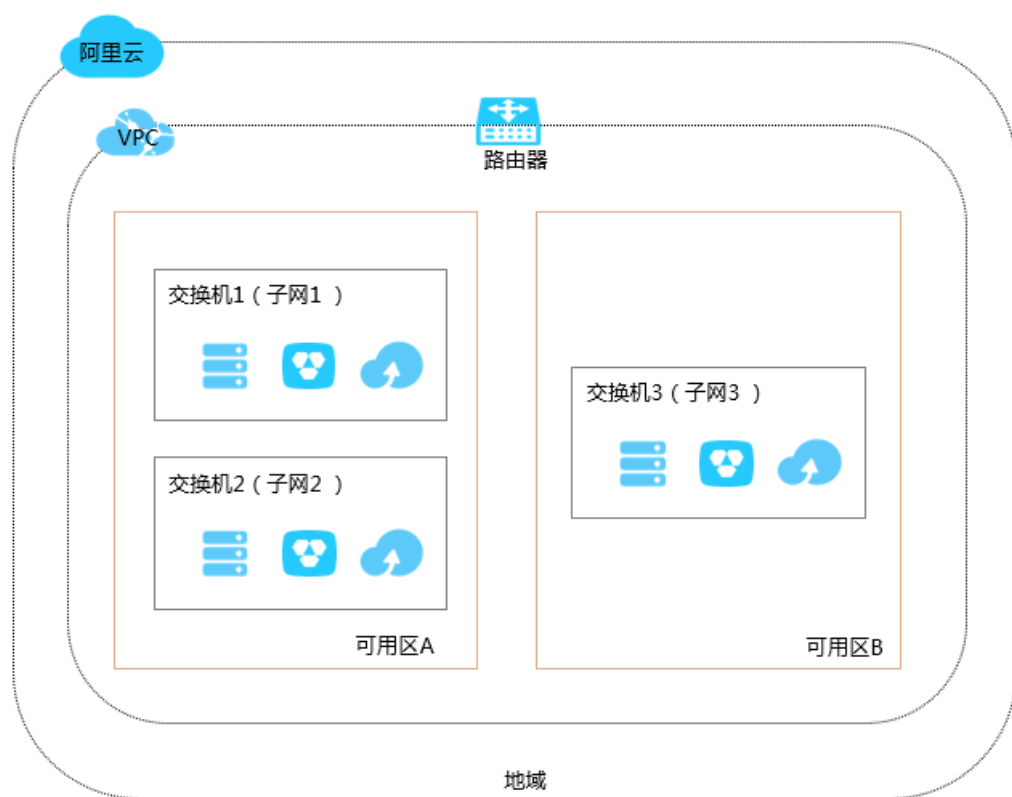 阿里云
VPC
路由器
交换机1（子网1 ）
交换机2（子网2 ）
可用区A
交换机3（子网3 ）
可用区B
地域